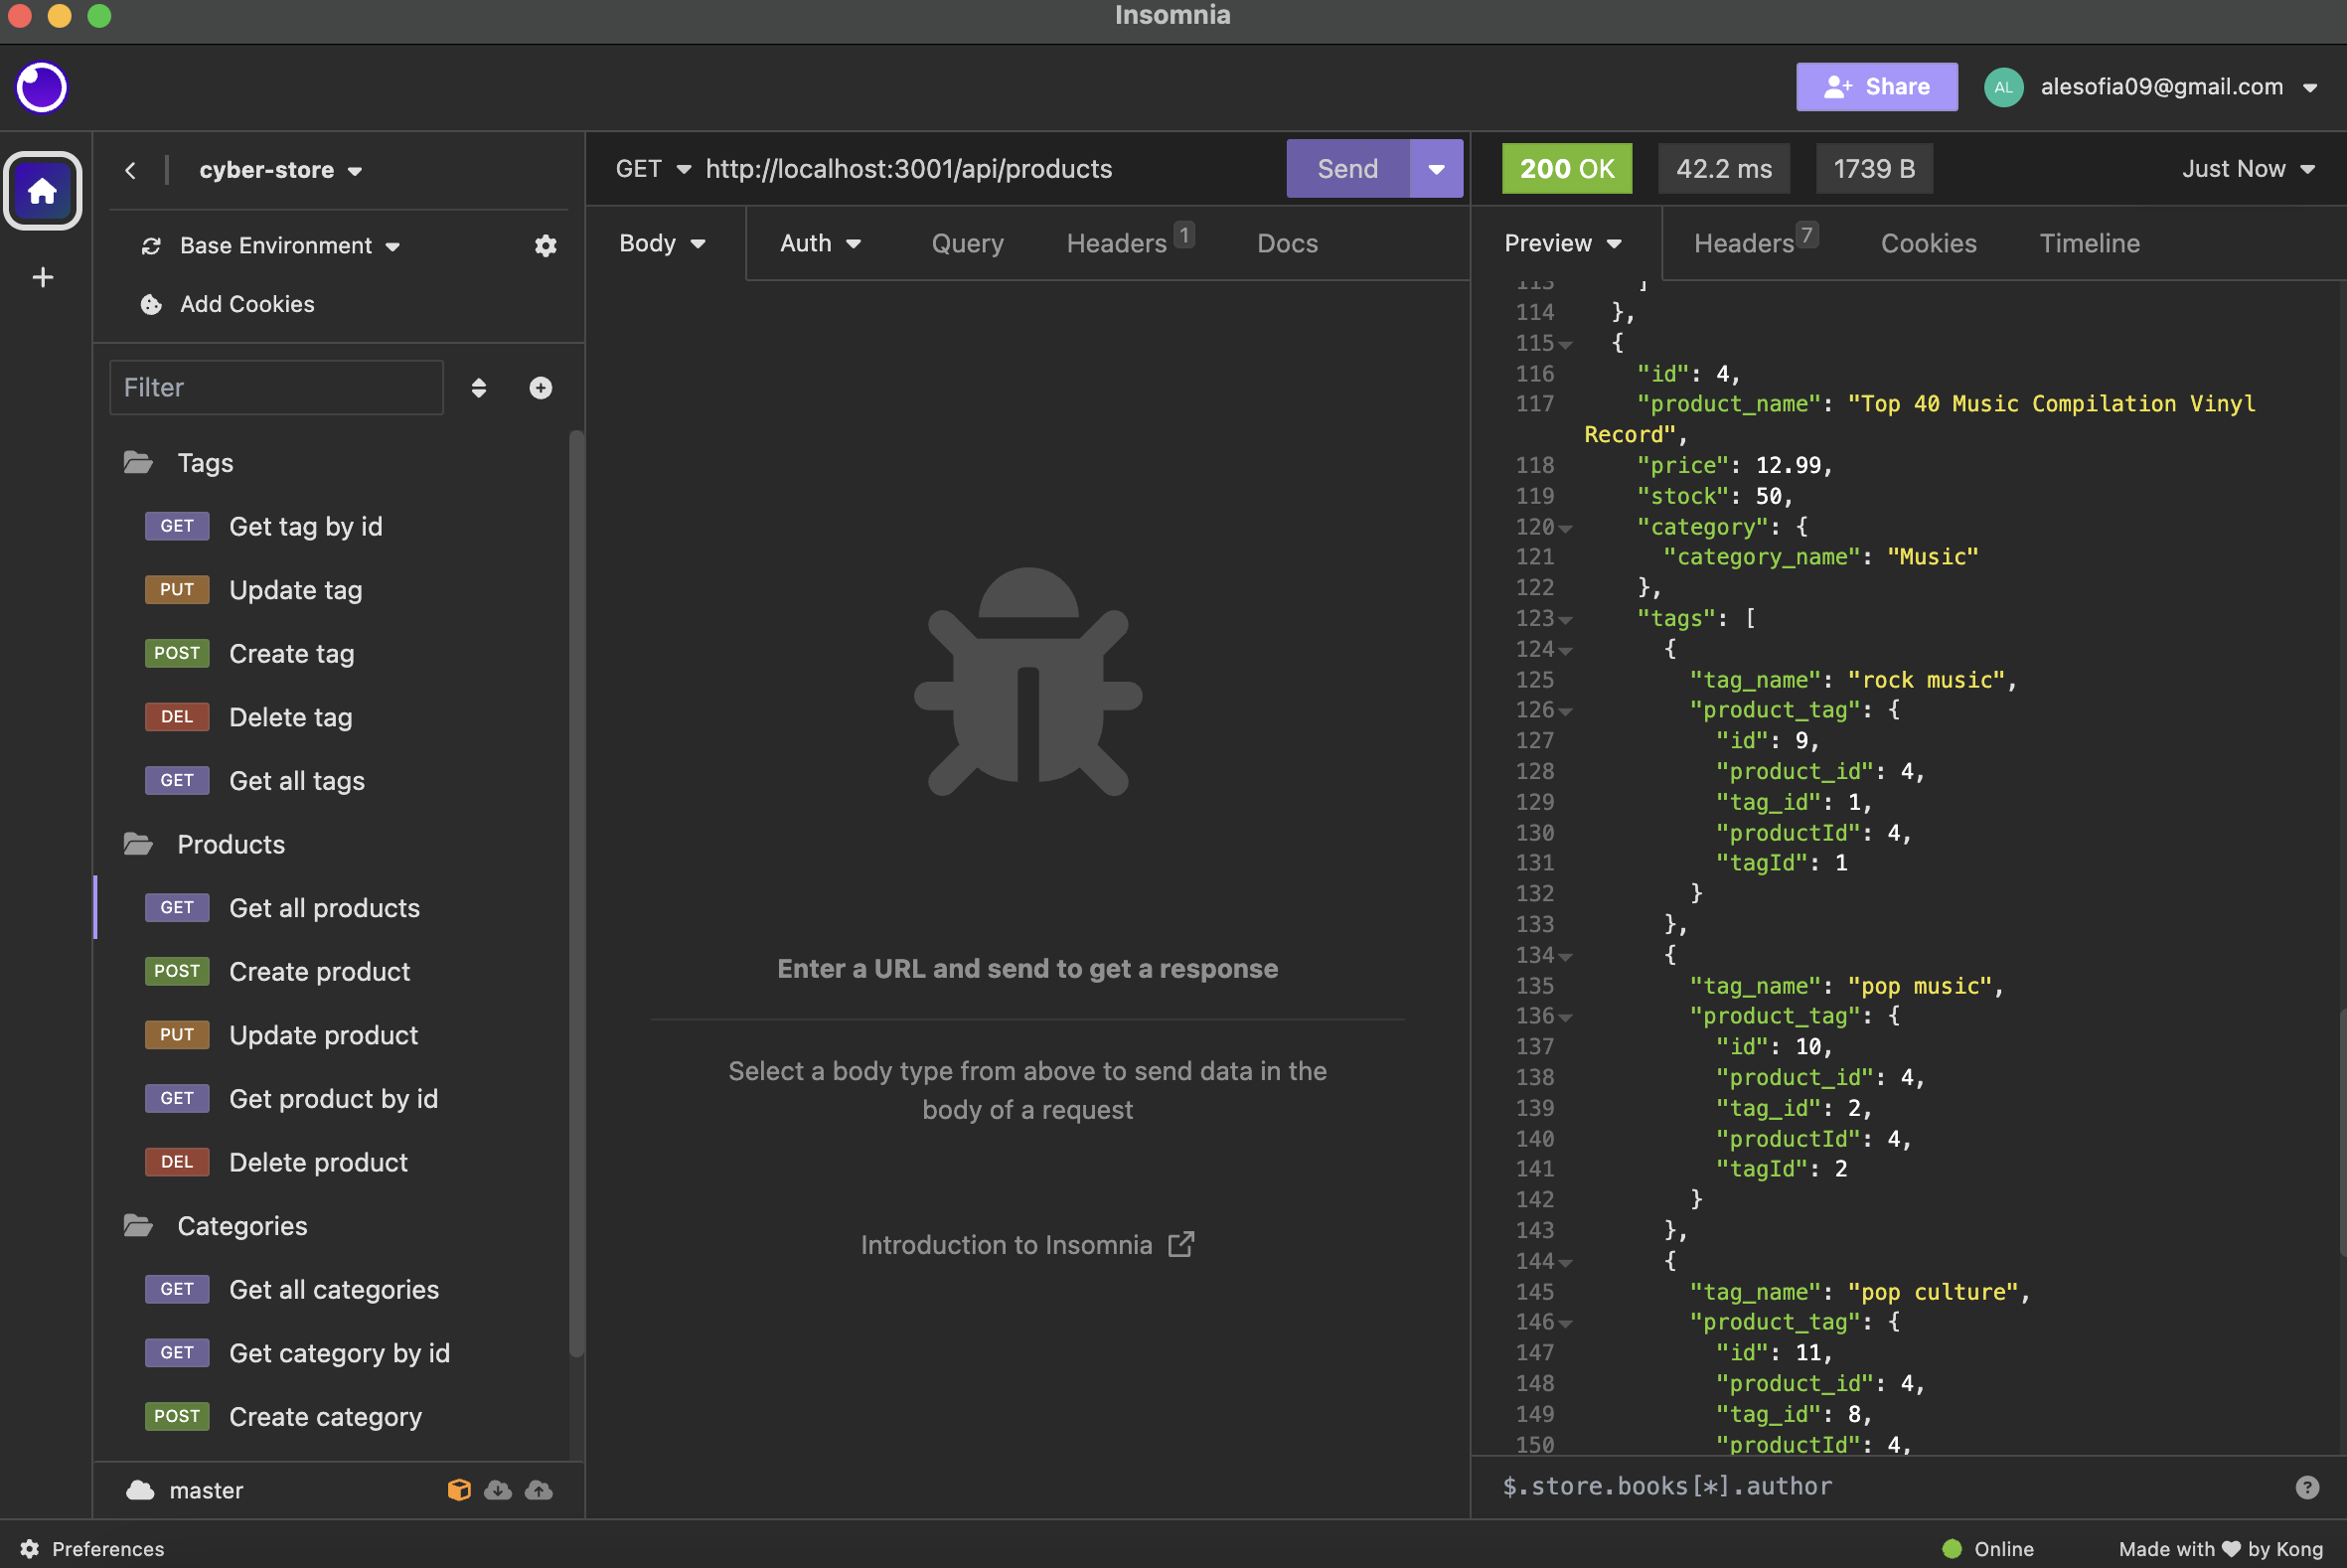 Insomnia
Share
AL
alesofia09@gmail.com
cyber-store
Base Environment
Add Cookies
Filter
Tags
GET Get tag by id
PUT Update tag
POST Create tag
DEL Delete tag
GET Get all tags
Products
GET Get all products
POST Create product
PUT Update product
GET Get product by id
DEL Delete product
Categories
GET Get all categories
GET Get category by id
POST Create category
master
GET http://localhost:3001/api/products Send
Body Auth Query Headers 1 Docs
Enter a URL and send to get a response
Select a body type from above to send data in the
body of a request
Introduction to Insomnia
200 OK 42.2 ms 1739 B Just Now
Preview Headers 7 Cookies Timeline
113 ]
114 },
115 {
116 "id": 4,
117 "product_name": "Top 40 Music Compilation Vinyl
Record",
118 "price": 12.99,
119 "stock": 50,
120 "category": {
121 "category_name": "Music"
122 },
123 "tags": [
124 {
125 "tag_name": "rock music",
126 "product_tag": {
127 "id": 9,
128 "product_id": 4,
129 "tag_id": 1,
130 "productId": 4,
131 "tagId": 1
132 }
133 },
134 {
135 "tag_name": "pop music",
136 "product_tag": {
137 "id": 10,
138 "product_id": 4,
139 "tag_id": 2,
140 "productId": 4,
141 "tagId": 2
142 }
143 },
144 {
145 "tag_name": "pop culture",
146 "product_tag": {
147 "id": 11,
148 "product_id": 4,
149 "tag_id": 8,
150 "productId": 4,
$.store.books[*].author
Preferences
Online
Made with ♥ by Kong